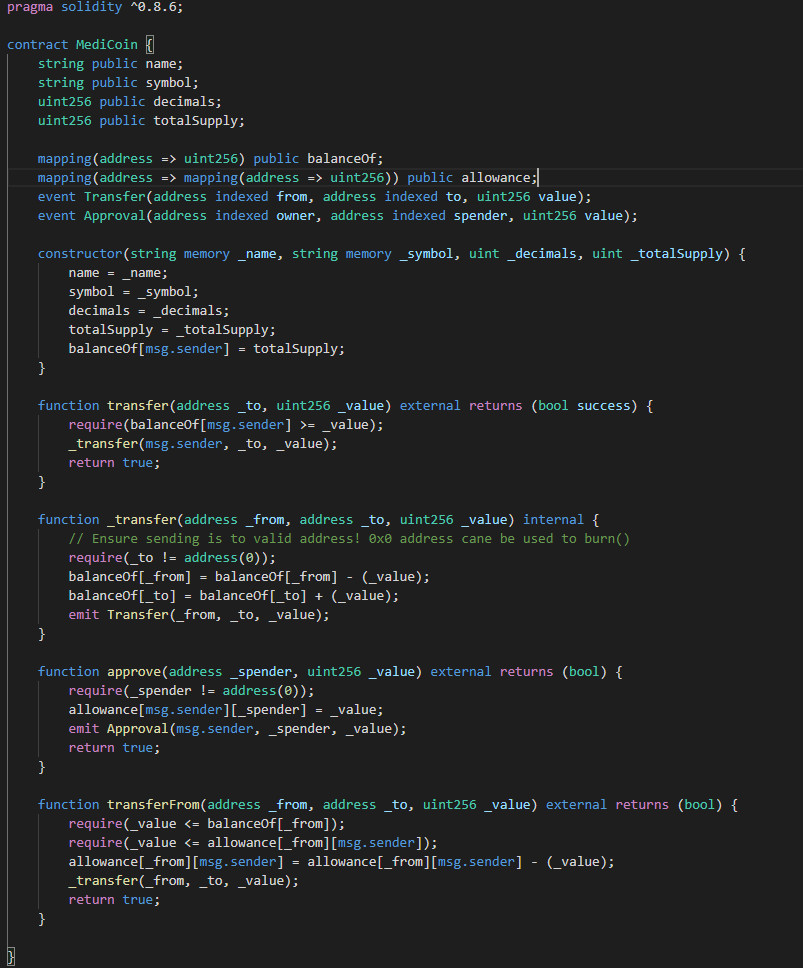 pragma solidity ^0.8.6;
contract MediCoin {
string public name;
string public symbol;
uint256 public decimals;
uint256 public totalSupply;
mapping(address => uint256) public balanceOf;
mapping(address => mapping(address => uint256)) public allowance;
event Transfer(address indexed from, address indexed to, uint256 value);
event Approval(address indexed owner, address indexed spender, uint256 value);
constructor(string memory _name, string memory _symbol, uint _decimals, uint _totalSupply) {
name = _name;
symbol = _symbol;
decimals = _decimals;
totalSupply = _totalSupply;
balanceOf[msg.sender] = totalSupply;
}
function transfer(address _to, uint256 _value) external returns (bool success) {
require(balanceOf[msg.sender] >= _value);
_transfer(msg.sender, _to, _value);
return true;
}
function _transfer(address _from, address _to, uint256 _value) internal {
// Ensure sending is to valid address! 0x0 address cane be used to burn()
require(_to != address(0));
balanceOf[_from] = balanceOf[_from] - (_value);
balanceOf[_to] = balanceOf[_to] + (_value);
emit Transfer(_from, _to, _value);
}
function approve(address _spender, uint256 _value) external returns (bool) {
require(_spender != address(0));
allowance[msg.sender][_spender] = _value;
emit Approval(msg.sender, _spender, _value);
return true;
}
function transferFrom(address _from, address _to, uint256 _value) external returns (bool) {
require(_value <= balanceOf[_from]);
require(_value <= allowance[_from][msg.sender]);
allowance[_from][msg.sender] = allowance[_from][msg.sender] - (_value);
_transfer(_from, _to, _value);
return true;
}
}